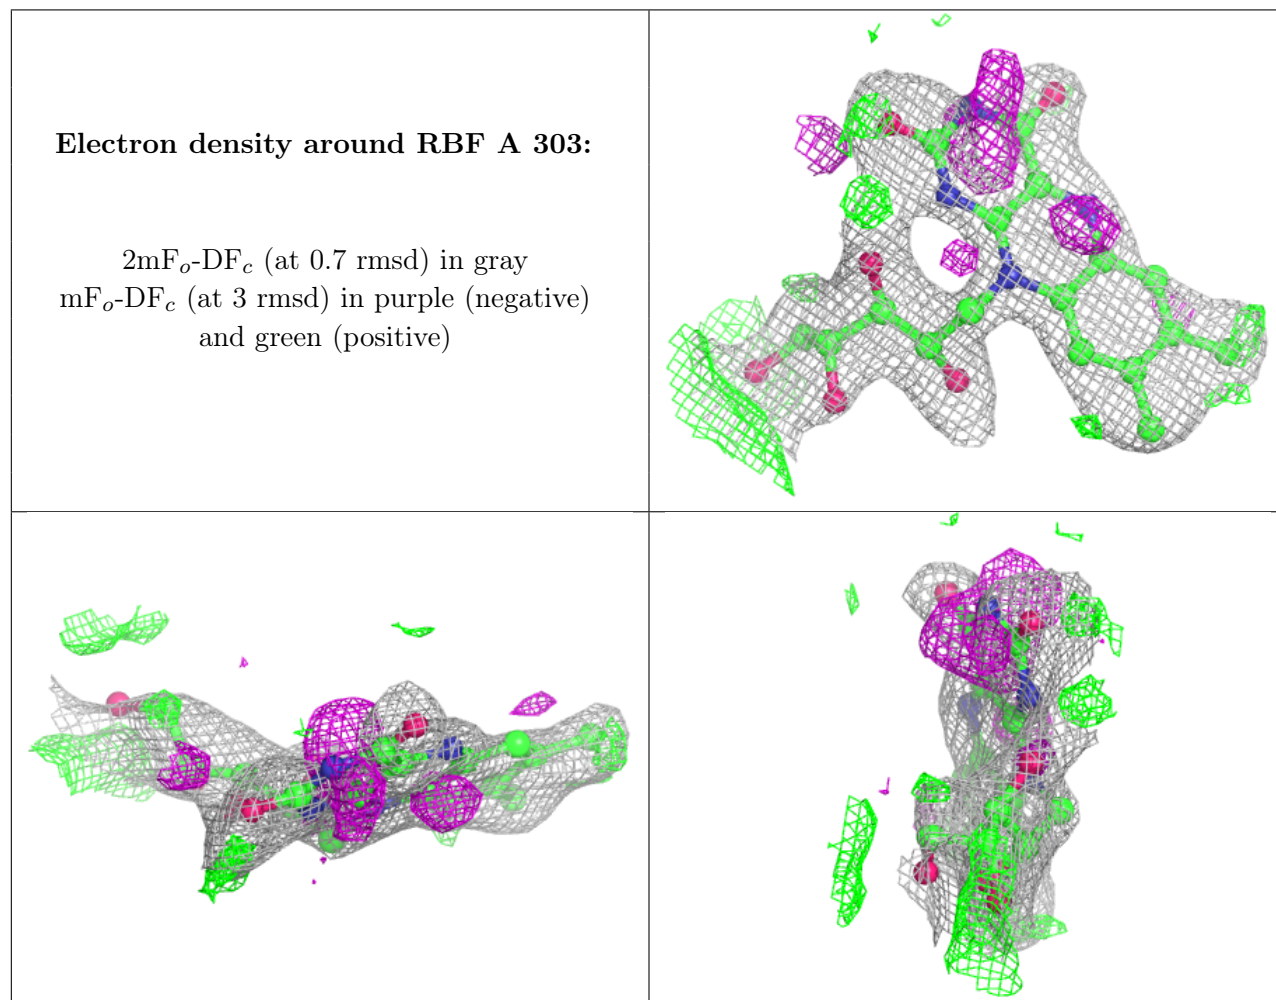 Electron density around RBF A 303:
2mFo-DFc (at 0.7 rmsd) in gray
mFo-DFc (at 3 rmsd) in purple (negative)
and green (positive)